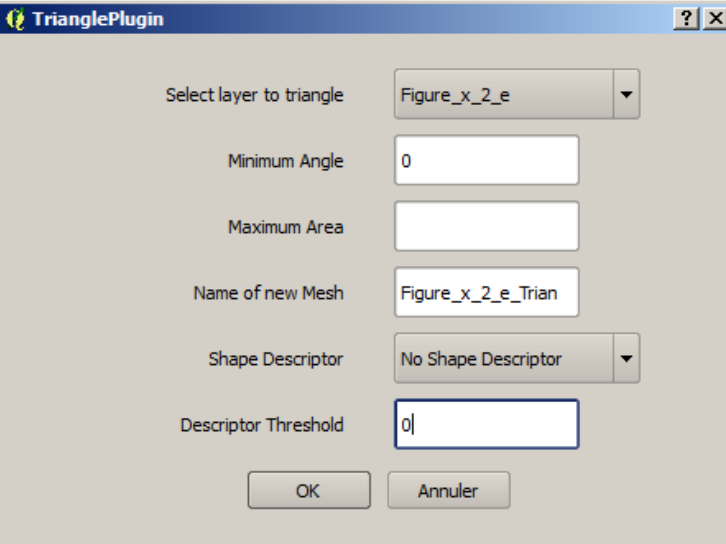 TrianglePlugin
Select layer to triangle Figure_x_2_e
Minimum Angle 0
Maximum Area
Name of new Mesh Figure_x_2_e_Trian
Shape Descriptor No Shape Descriptor
Descriptor Threshold 0
OK Annuler